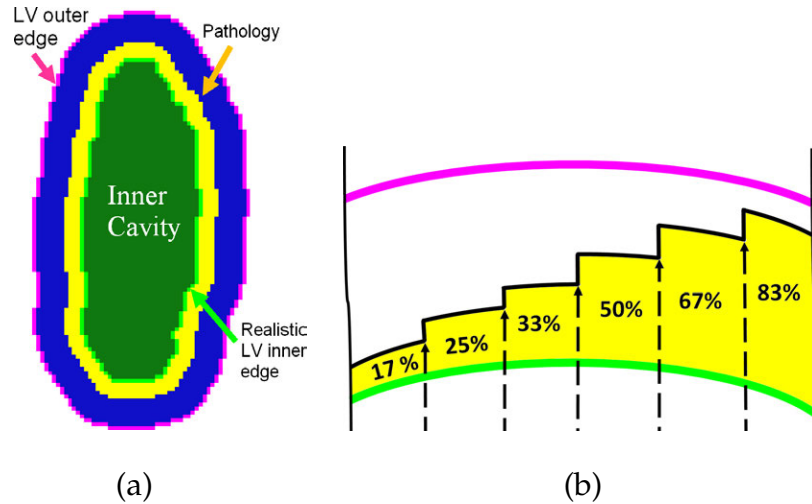 LV outer
edge
Pathology
Inner
Cavity
Realistic
LV inner
edge
(a)
17 %
25%
33%
50%
67%
83%
(b)